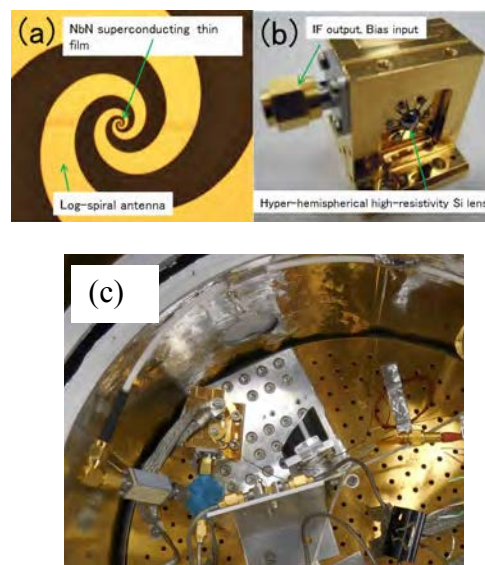 (a)
NbN superconducting thin
film
Log-spiral antenna
(b)
IF output, Bias input
Hyper-hemispherical high-resistivity Si lens
(c)